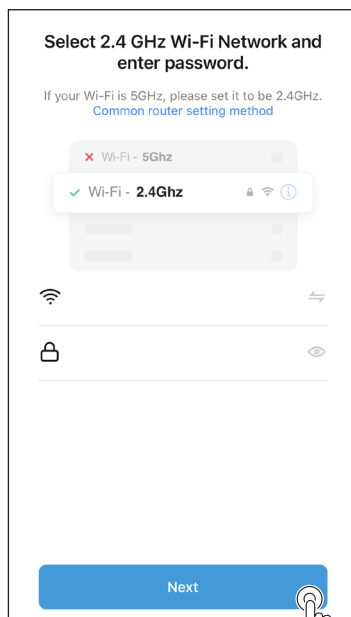 Select 2.4 GHz Wi-Fi Network and
enter password.
If your Wi-Fi is 5GHz, please set it to be 2.4GHz.
Common router setting method
Wi-Fi - 5Ghz
Wi-Fi - 2.4Ghz
Next